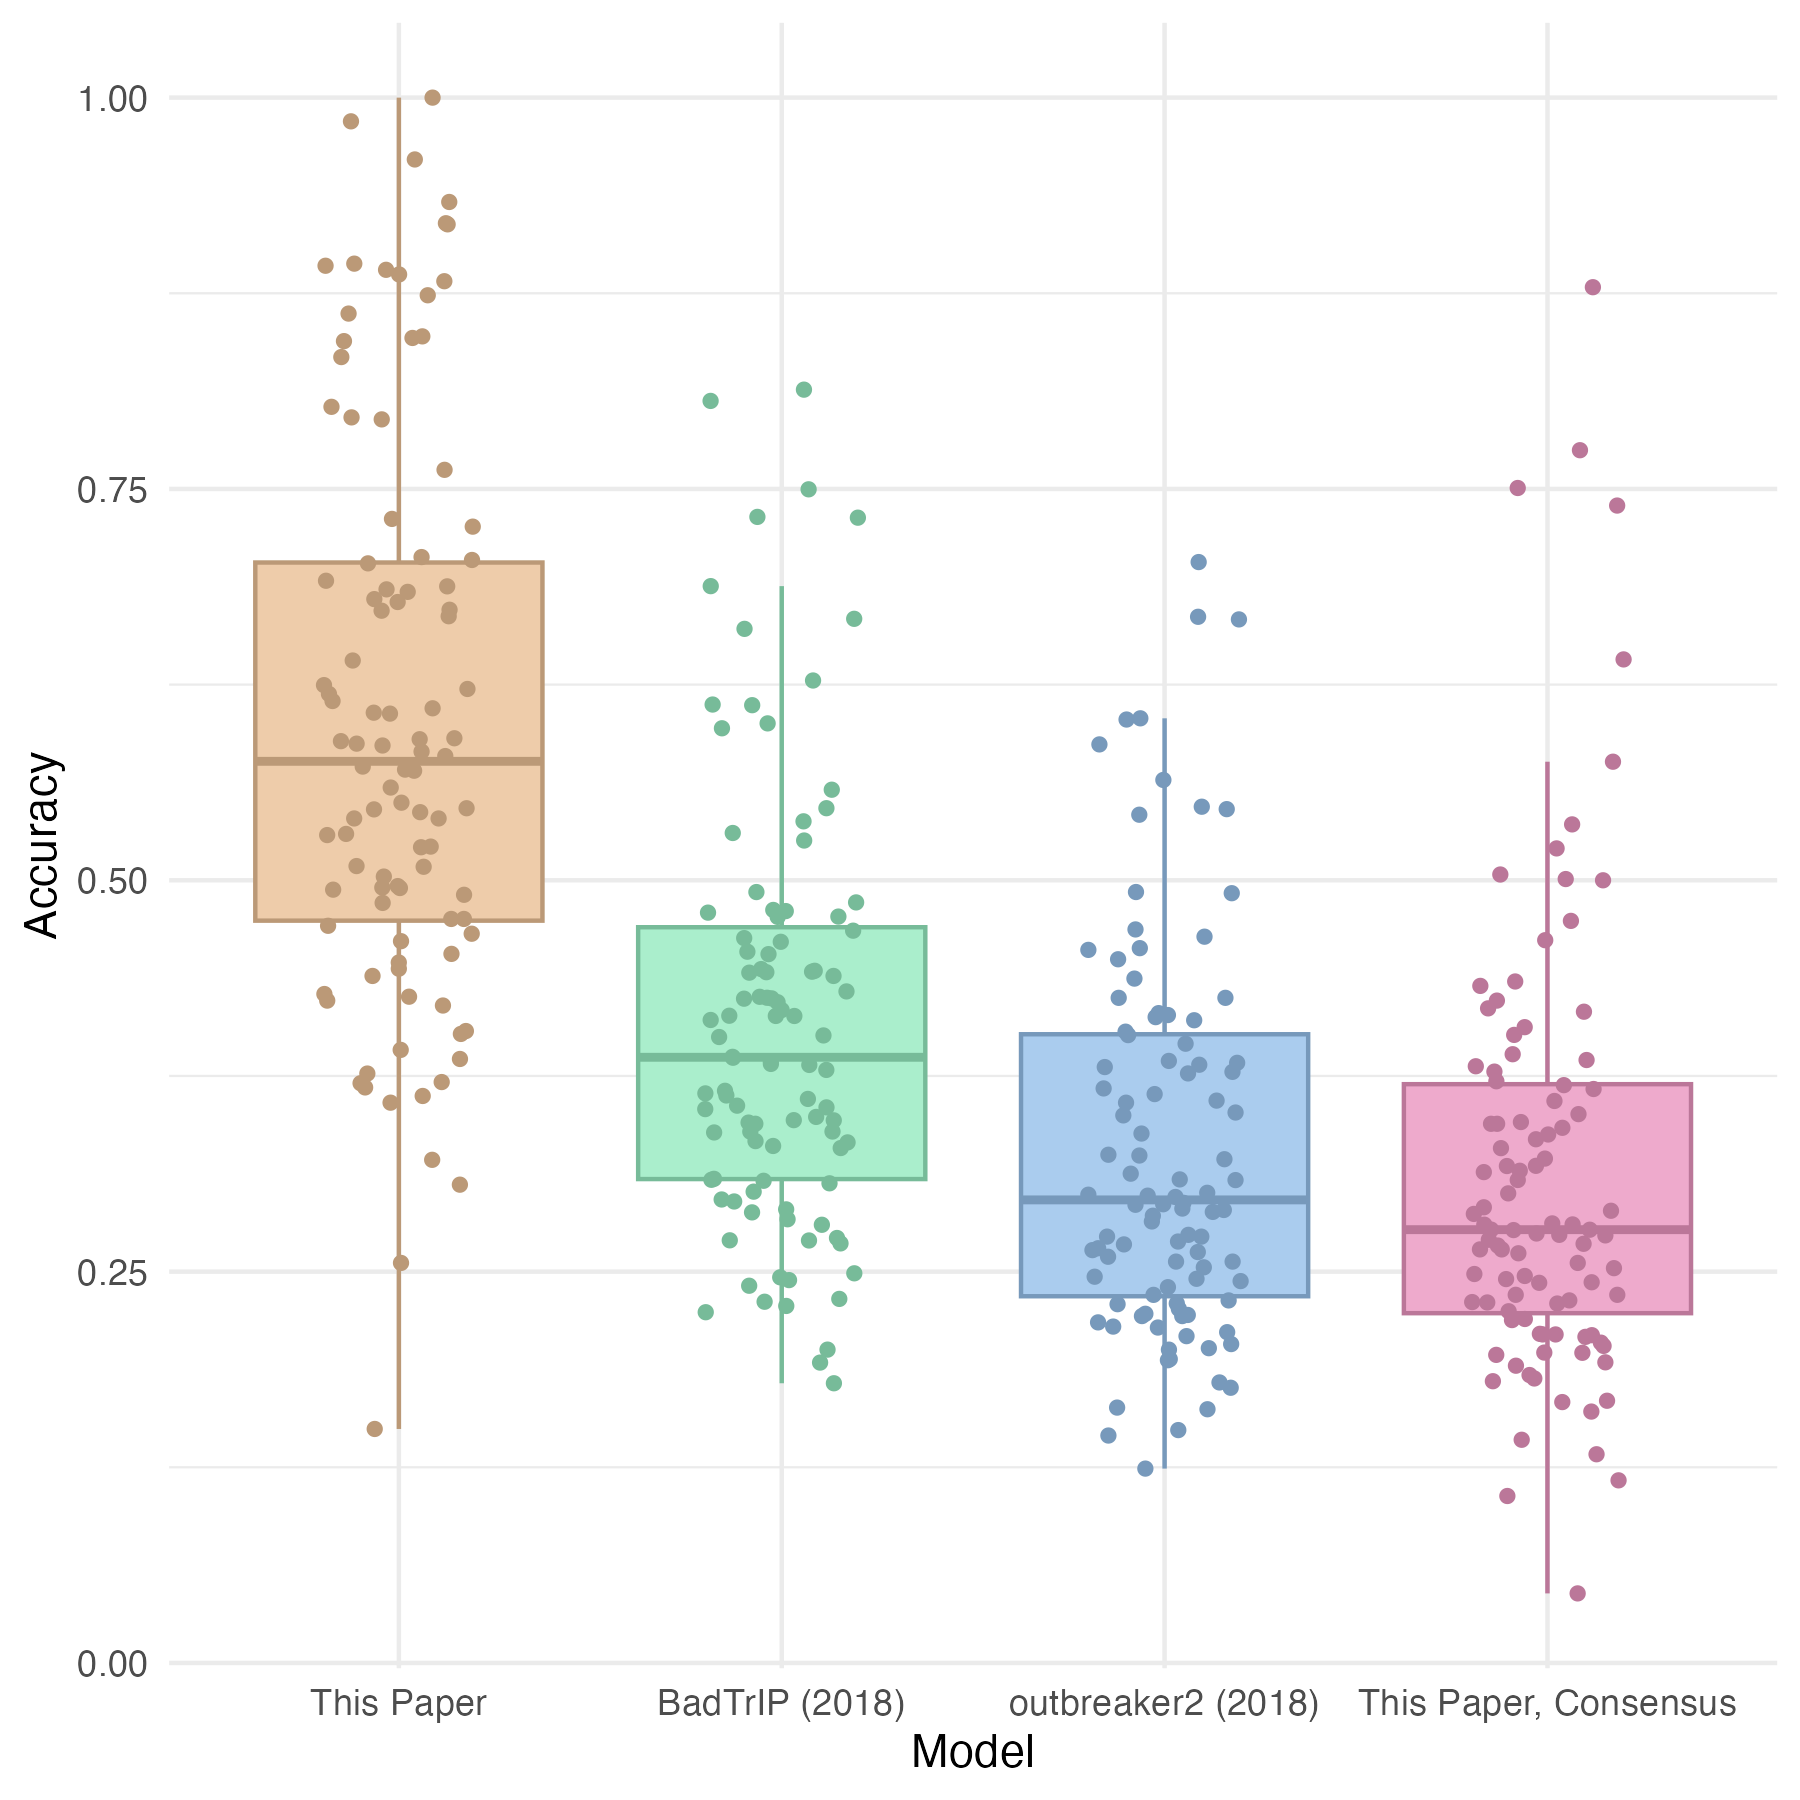 Accuracy
1.00
0.75
0.50
0.25
0.00
This Paper
BadTrIP (2018)
outbreaker2 (2018)
This Paper, Consensus
Model